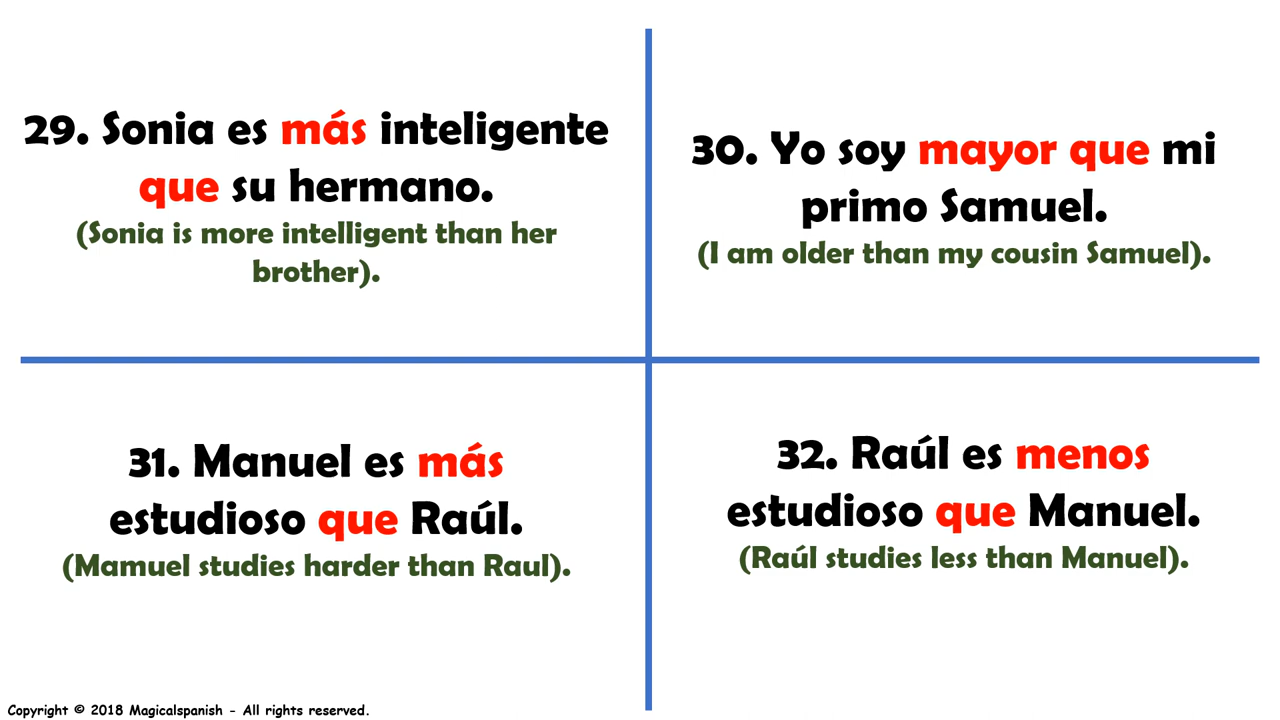 29. Sonia es más inteligente
que su hermano.
(Sonia is more intelligent than her
brother).
30. Yo soy mayor que mi
primo Samuel.
(I am older than my cousin Samuel).
31. Manuel es más
estudioso que Raúl.
(Mamuel studies harder than Raul).
32. Raúl es menos
estudioso que Manuel.
(Raúl studies less than Manuel).
Copyright © 2018 Magicalspanish - All rights reserved.